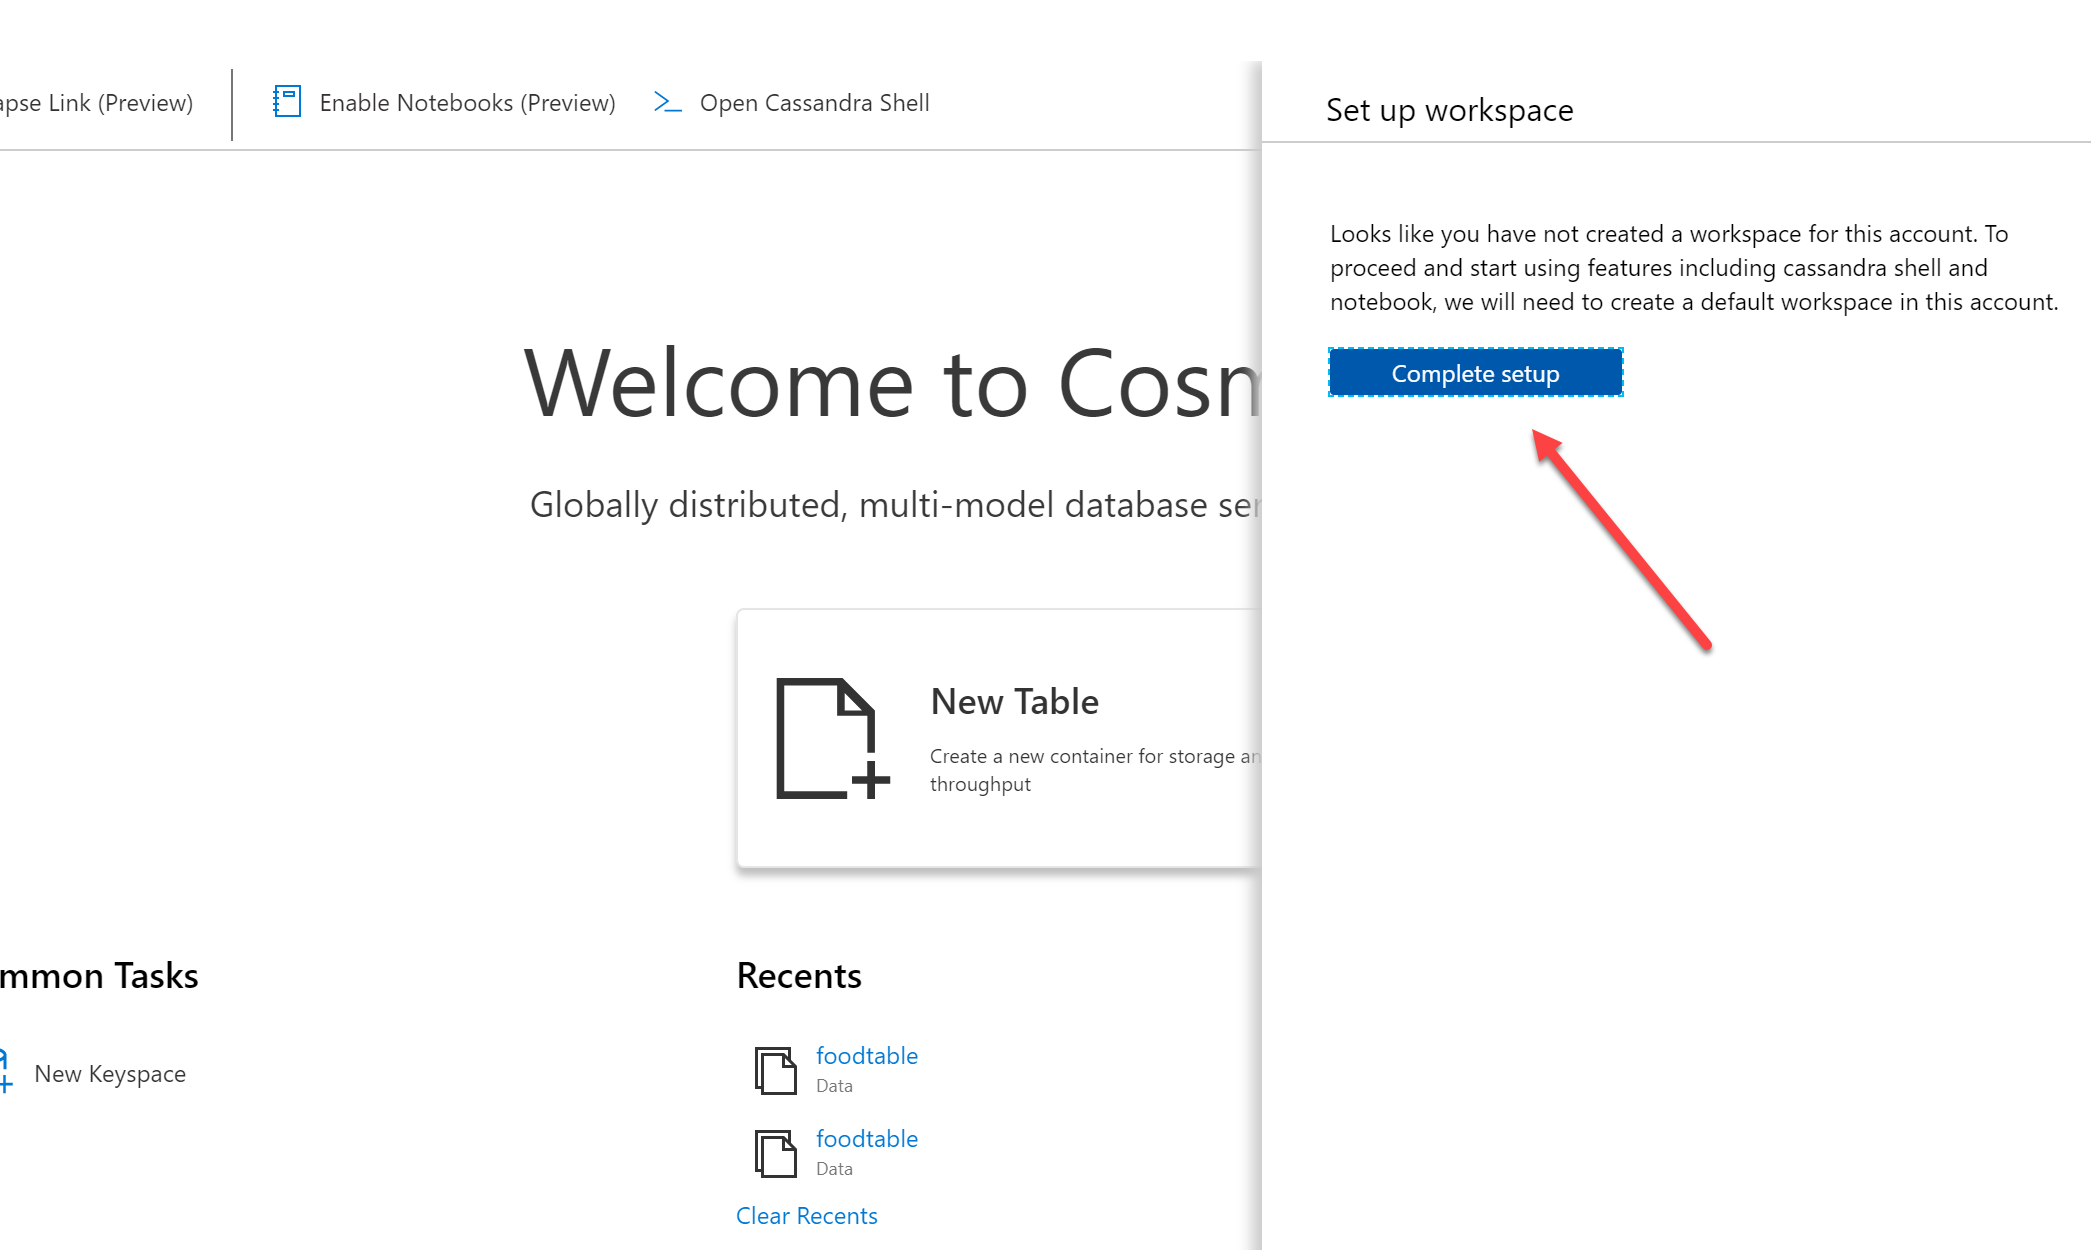 apse Link (Preview)
Enable Notebooks (Preview)
Open Cassandra Shell
Set up workspace
Looks like you have not created a workspace for this account. To
proceed and start using features including cassandra shell and
notebook, we will need to create a default workspace in this account.
Complete setup
Welcome to Cosm
Globally distributed, multi-model database ser
New Table
Create a new container for storage an
throughput
mmon Tasks
New Keyspace
Recents
foodtable
Data
foodtable
Data
Clear Recents